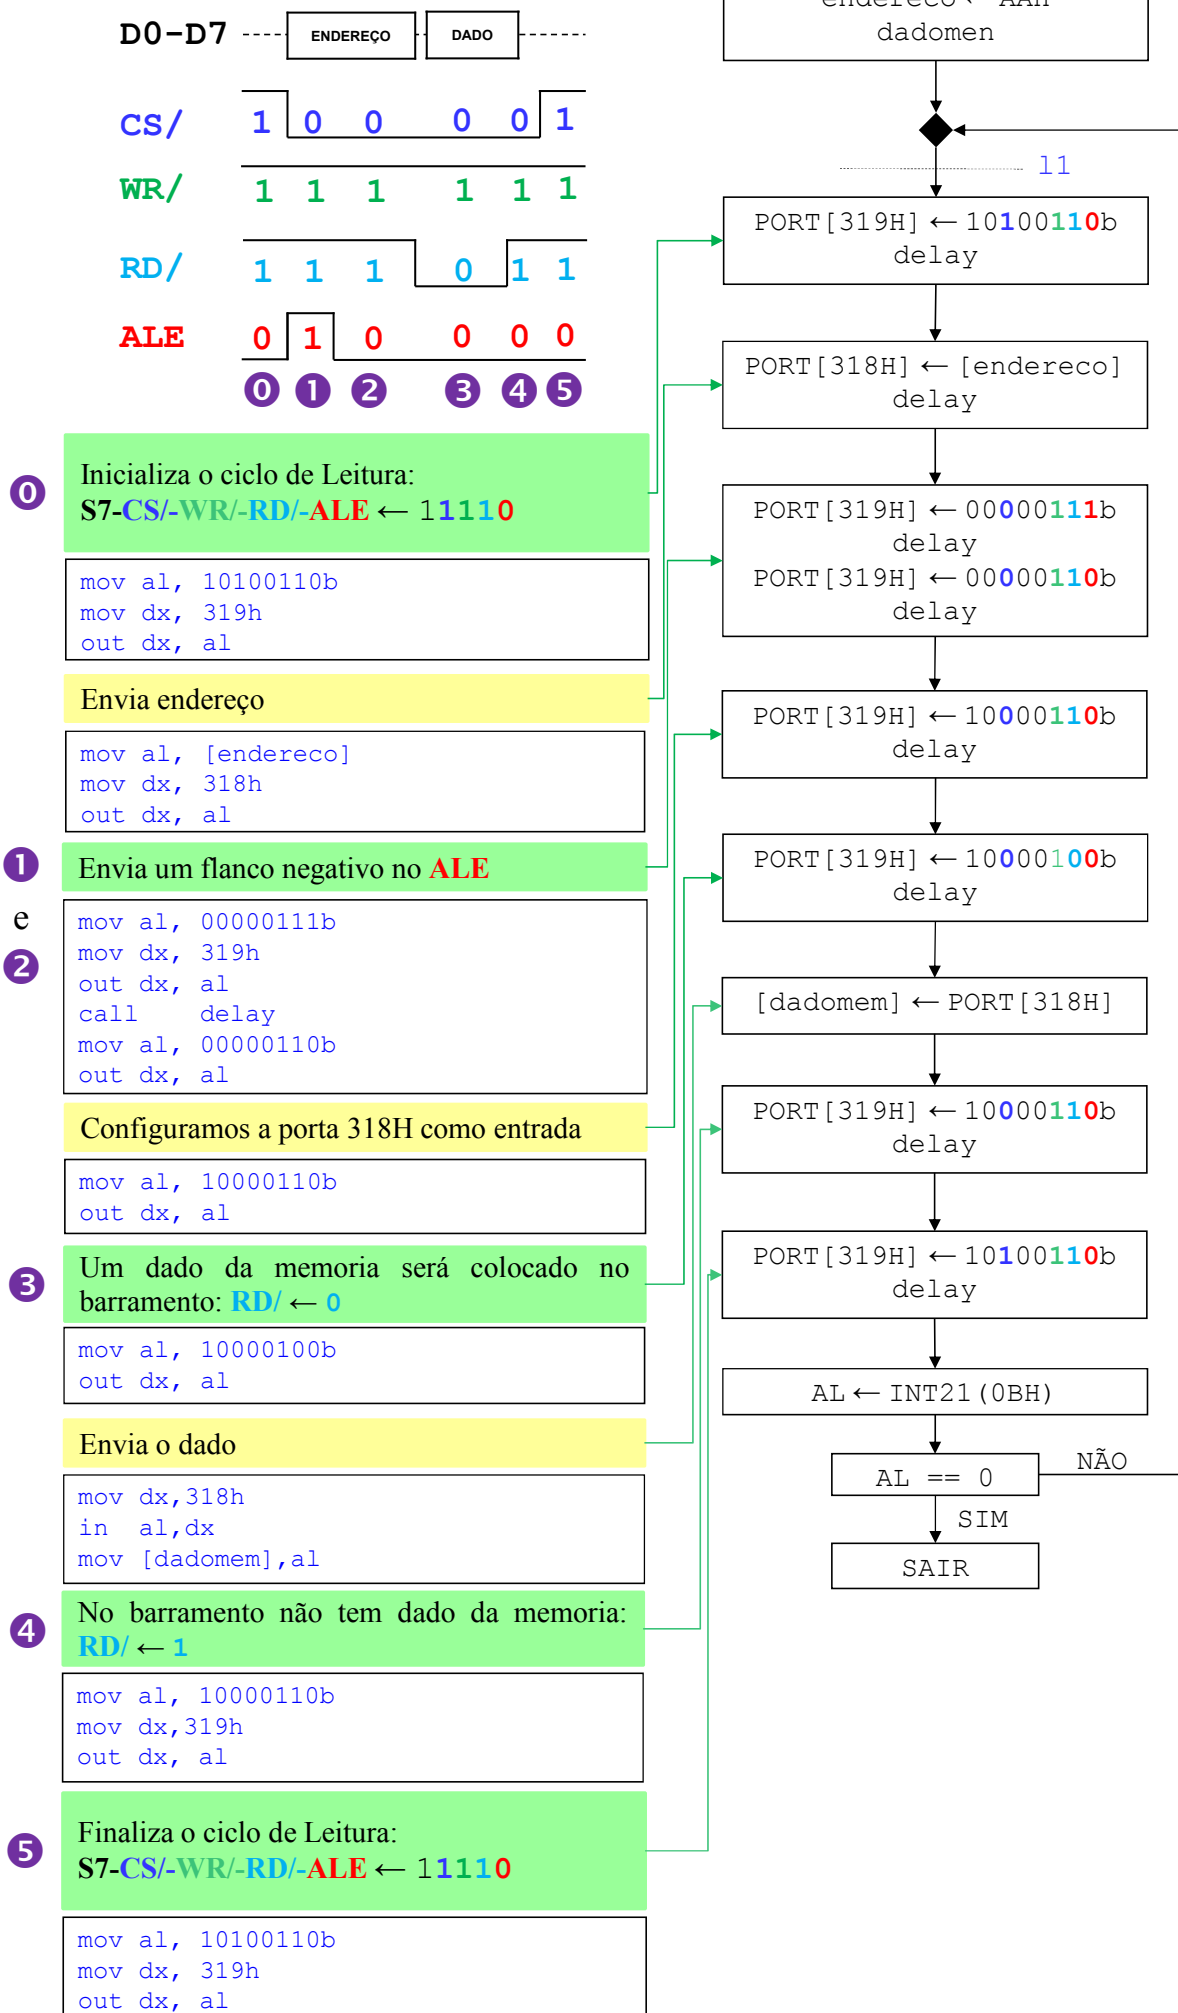 D0-D7 ENDEREÇO DADO
CS/ 1 0 0 0 0 1
WR/ 1 1 1 1 1 1
RD/ 1 1 1 0 1 1
ALE 0 1 0 0 0 0
0 1 2 3 4 5
0
Inicializa o ciclo de Leitura:
S7-CS/-WR/-RD/-ALE ← 11110
mov al, 10100110b
mov dx, 319h
out dx, al
Envia endereço
mov al, [endereco]
mov dx, 318h
out dx, al
1
e
2
Envia um flanco negativo no ALE
mov al, 00000111b
mov dx, 319h
out dx, al
call delay
mov al, 00000110b
out dx, al
Configuramos a porta 318H como entrada
mov al, 10000110b
out dx, al
3
Um dado da memoria será colocado no
barramento: RD/ ← 0
mov al, 10000100b
out dx, al
Envia o dado
mov dx,318h
in al,dx
mov [dadomem],al
4
No barramento não tem dado da memoria:
RD/ ← 1
mov al, 10000110b
mov dx,319h
out dx, al
5
Finaliza o ciclo de Leitura:
S7-CS/-WR/-RD/-ALE ← 11110
mov al, 10100110b
mov dx, 319h
out dx, al
endereco ← AAH
dadomen
l1
PORT[319H] ← 10100110b
delay
PORT[318H] ← [endereco]
delay
PORT[319H] ← 00000111b
delay
PORT[319H] ← 00000110b
delay
PORT[319H] ← 10000110b
delay
PORT[319H] ← 10000100b
delay
[dadomem] ← PORT[318H]
PORT[319H] ← 10000110b
delay
PORT[319H] ← 10100110b
delay
AL ← INT21(0BH)
AL == 0
NÃO
SIM
SAIR